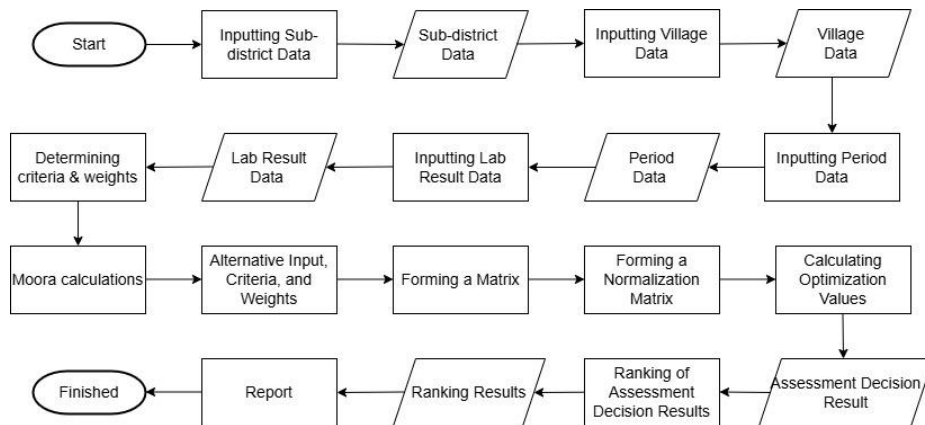 Start
Inputting Sub-
district Data
Sub-district
Data
Inputting Village
Data
Village
Data
Inputting Period
Data
Period
Data
Inputting Lab
Result Data
Lab Result
Data
Determining
criteria & weights
Moora calculations
Alternative Input,
Criteria, and
Weights
Forming a Matrix
Forming a
Normalization
Matrix
Calculating
Optimization
Values
Assessment Decision
Result
Ranking of
Assessment
Decision Results
Ranking Results
Report
Finished